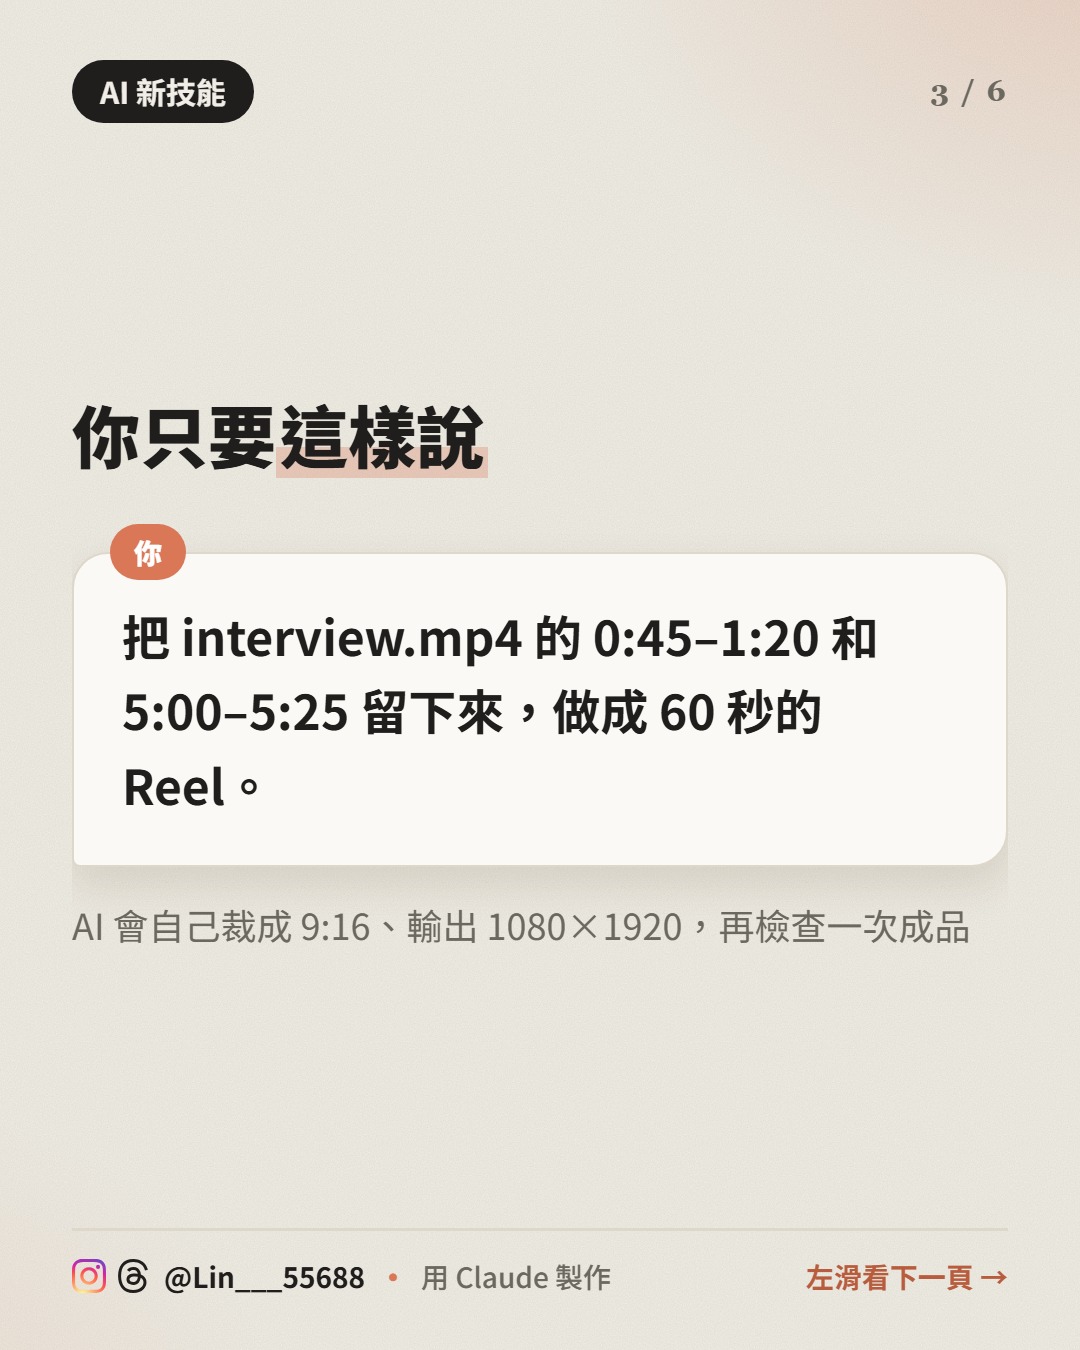 AI 新技能
3 / 6
你只要這樣說
你
把 interview.mp4 的 0:45–1:20 和
5:00–5:25 留下來，做成 60 秒的
Reel。
AI 會自己裁成 9:16、輸出 1080×1920，再檢查一次成品
@Lin___55688 • 用 Claude 製作
左滑看下一頁 →